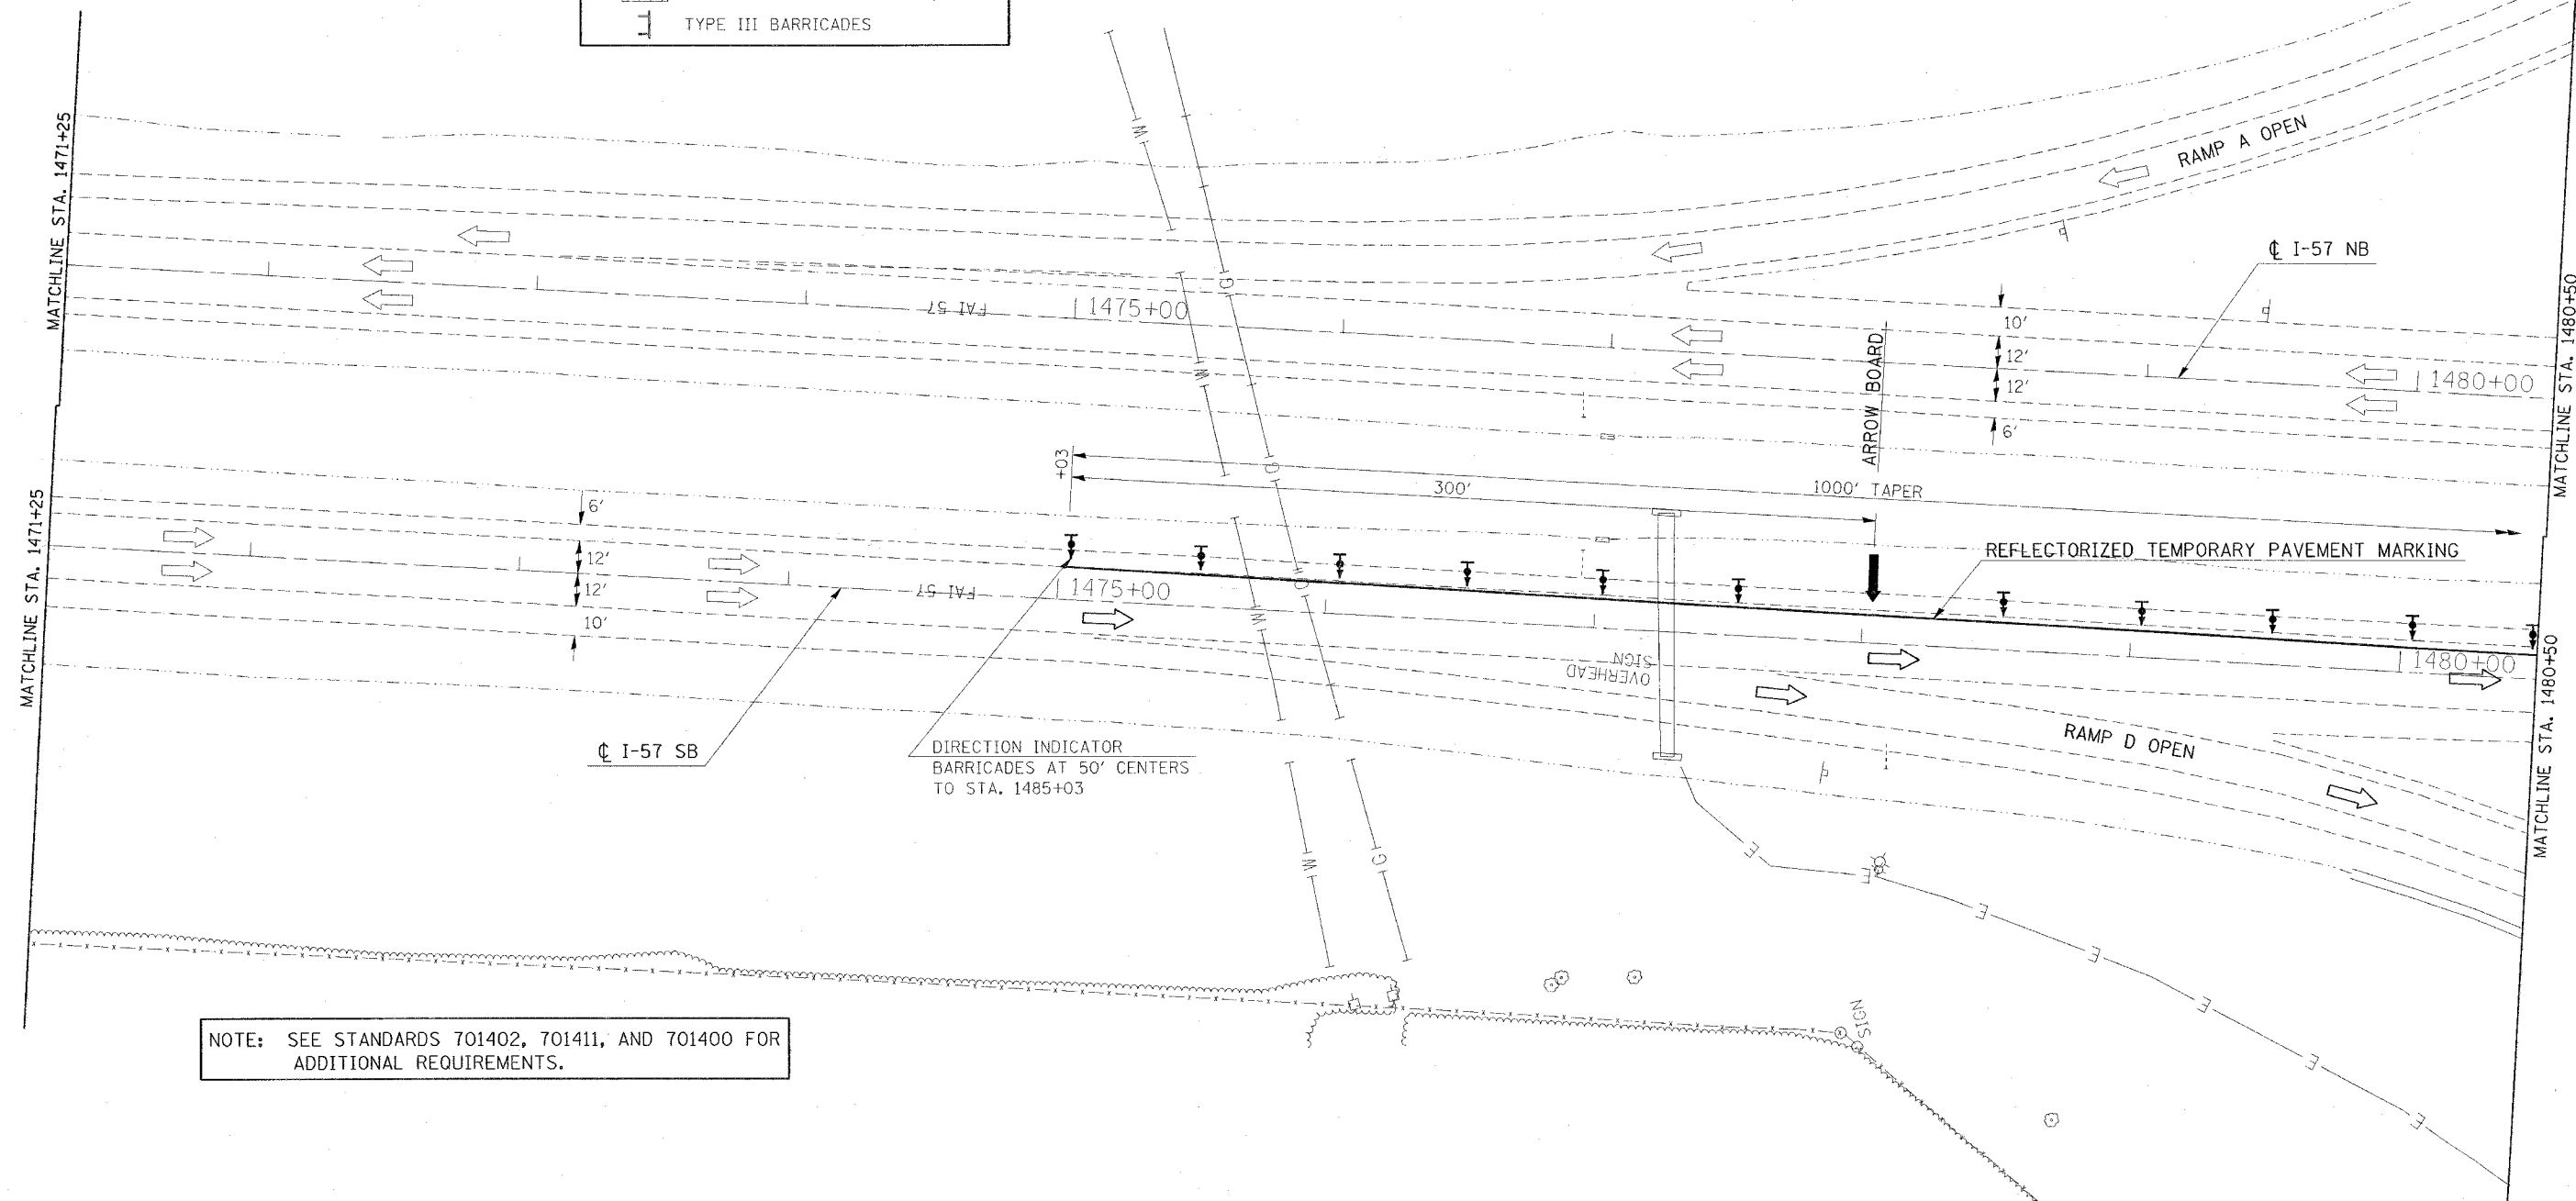 TYPE III BARRICADES
MATCHLINE STA. 1471+25
MATCHLINE STA. 1480+50
RAMP A OPEN
℄ I-57 NB
W
G
FAI 57
1475+00
10'
12'
12'
6'
1480+00
ARROW BOARD
W
G
+03
300'
1000' TAPER
MATCHLINE STA. 1471+25
6'
12'
12'
10'
FAI 57
1475+00
REFLECTORIZED TEMPORARY PAVEMENT MARKING
G
W
OVERHEAD
SIGN
1480+00
MATCHLINE STA. 1480+50
RAMP D OPEN
℄ I-57 SB
DIRECTION INDICATOR
BARRICADES AT 50' CENTERS
TO STA. 1485+03
W
G
E
E
E
E
E
E
E
SIGN
NOTE: SEE STANDARDS 701402, 701411, AND 701400 FOR
ADDITIONAL REQUIREMENTS.